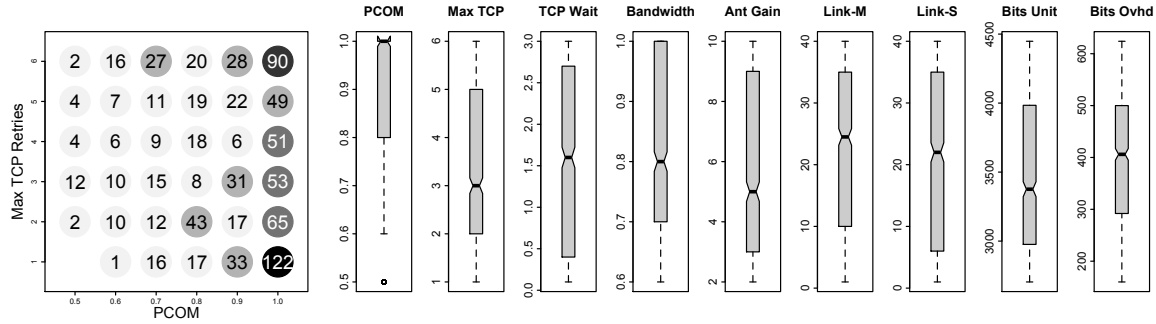 PCOM Max TCP TCP Wait Bandwidth Ant Gain Link-M Link-S Bits Unit Bits Ovhd
Max TCP Retries
6 2 16 27 20 28 90
5 4 7 11 19 22 49
4 4 6 9 18 6 51
3 12 10 15 8 31 53
2 2 10 12 43 17 65
1 1 16 17 33 122
0.5 0.6 0.7 0.8 0.9 1.0
PCOM
1.0 0.9 0.8 0.7 0.6 0.5
6 5 4 3 2 1
3.0 2.5 2.0 1.5 1.0 0.5 0.0
1.0 0.9 0.8 0.7 0.6
10 8 6 4 2
40 30 20 10 0
40 30 20 10 0
4500 4000 3500 3000
600 500 400 300 200